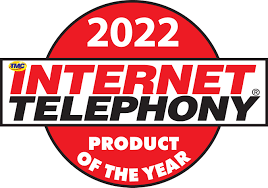 2022
TMC
INTERNET
TELEPHONY®
PRODUCT
OF THE YEAR